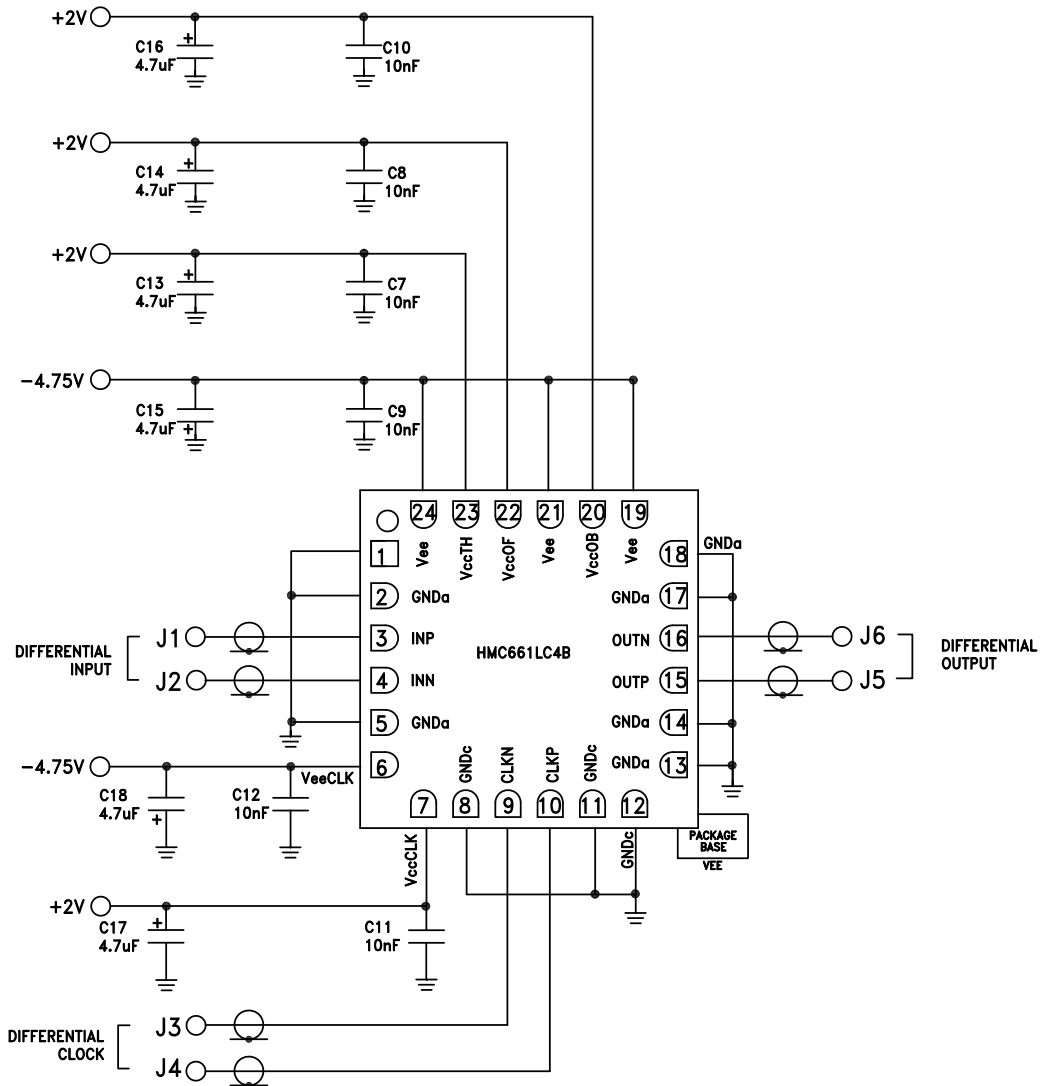 +2V
C16
4.7uF
+
C10
10nF
+2V
C14
4.7uF
+
C8
10nF
+2V
C13
4.7uF
+
C7
10nF
-4.75V
C15
4.7uF
+
C9
10nF
24
23
22
21
20
19
Vee
VccTH
VccOF
Vee
VccOB
Vee
1
18
GNDa
2
GNDa
GNDa
17
3
INP
OUTN
16
HMC661LC4B
4
INN
OUTP
15
5
GNDa
GNDa
14
6
GNDa
13
DIFFERENTIAL
INPUT
J1
J2
J6
J5
DIFFERENTIAL
OUTPUT
-4.75V
VeeCLK
C18
4.7uF
+
C12
10nF
GNDc
CLKN
CLKP
GNDc
7
8
9
10
11
12
VccCLK
GNDc
PACKAGE
BASE
VEE
+2V
C17
4.7uF
+
C11
10nF
DIFFERENTIAL
CLOCK
J3
J4